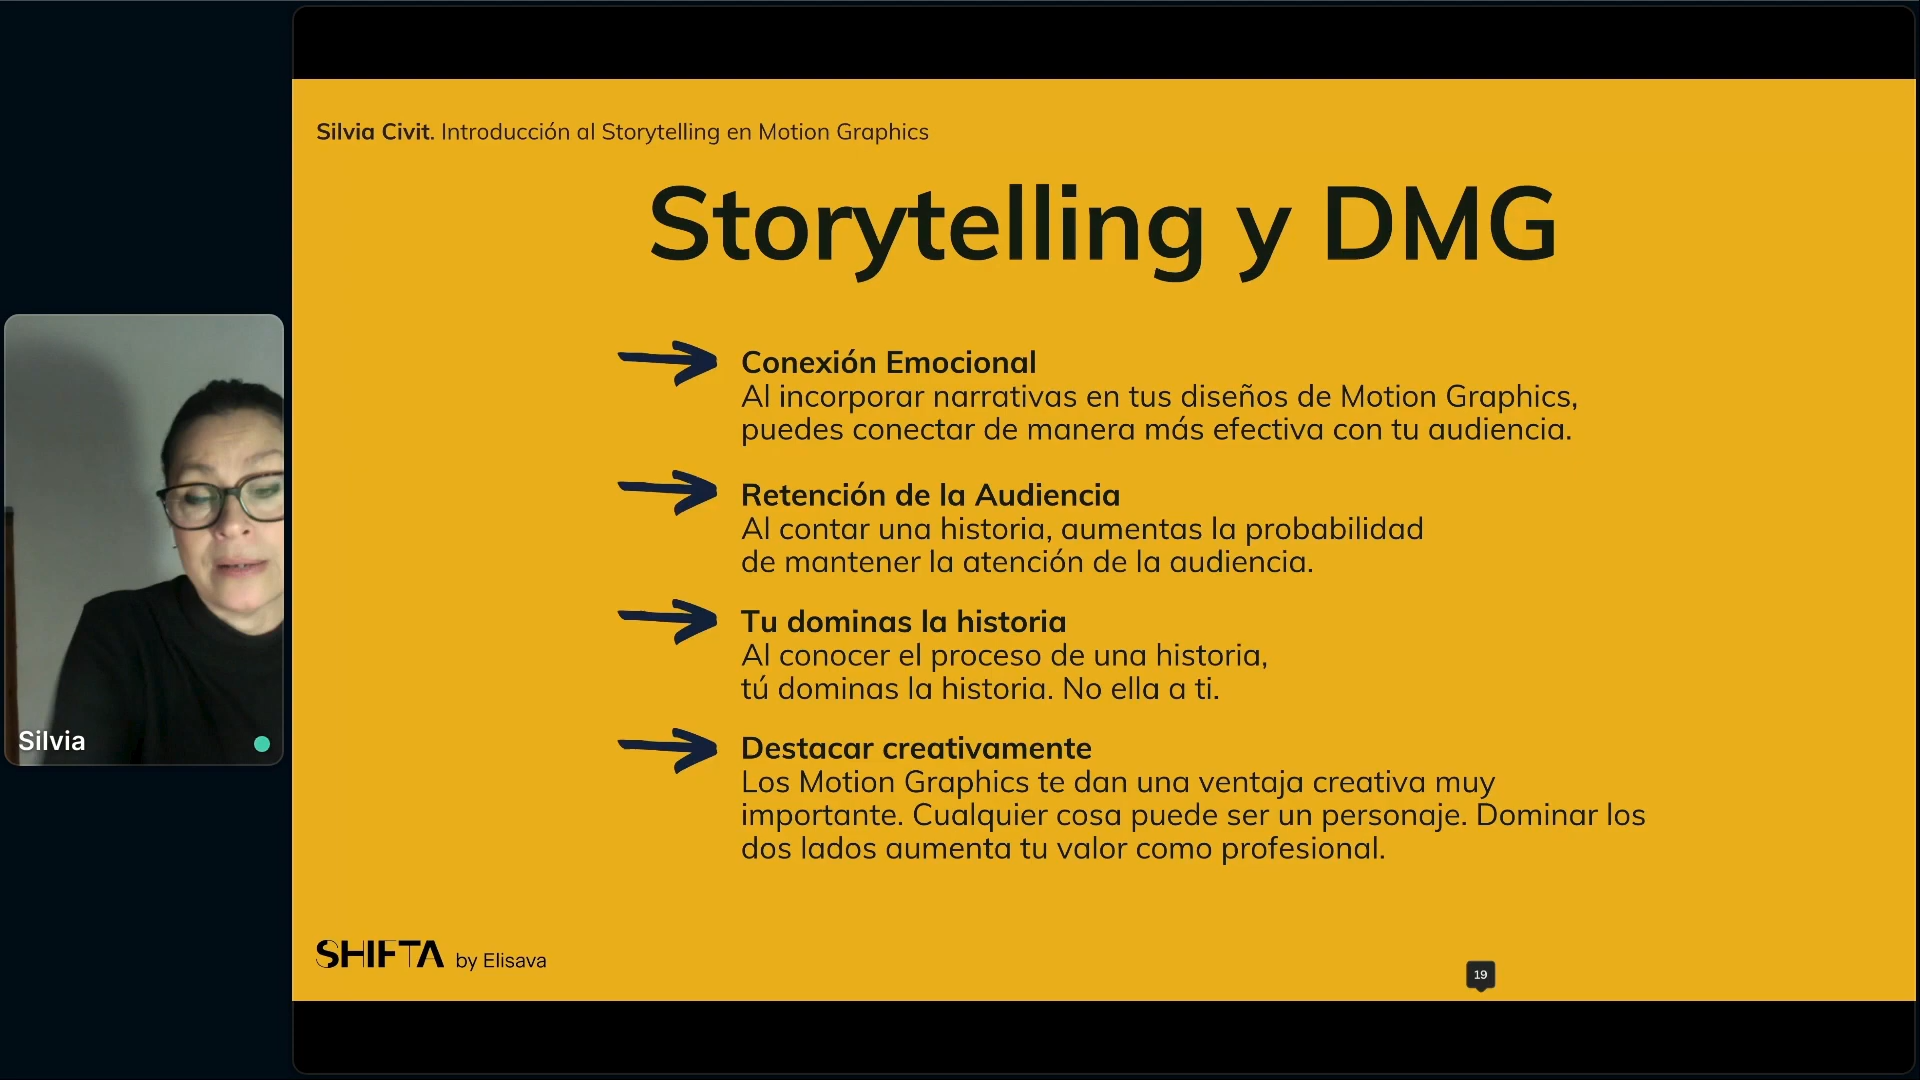 Silvia Civit. Introducción al Storytelling en Motion Graphics
Storytelling y DMG
Conexión Emocional
Al incorporar narrativas en tus diseños de Motion Graphics,
puedes conectar de manera más efectiva con tu audiencia.
Retención de la Audiencia
Al contar una historia, aumentas la probabilidad
de mantener la atención de la audiencia.
Tu dominas la historia
Al conocer el proceso de una historia,
tú dominas la historia. No ella a ti.
Destacar creativamente
Los Motion Graphics te dan una ventaja creativa muy
importante. Cualquier cosa puede ser un personaje. Dominar los
dos lados aumenta tu valor como profesional.
Silvia
SHIFTA by Elisava
19